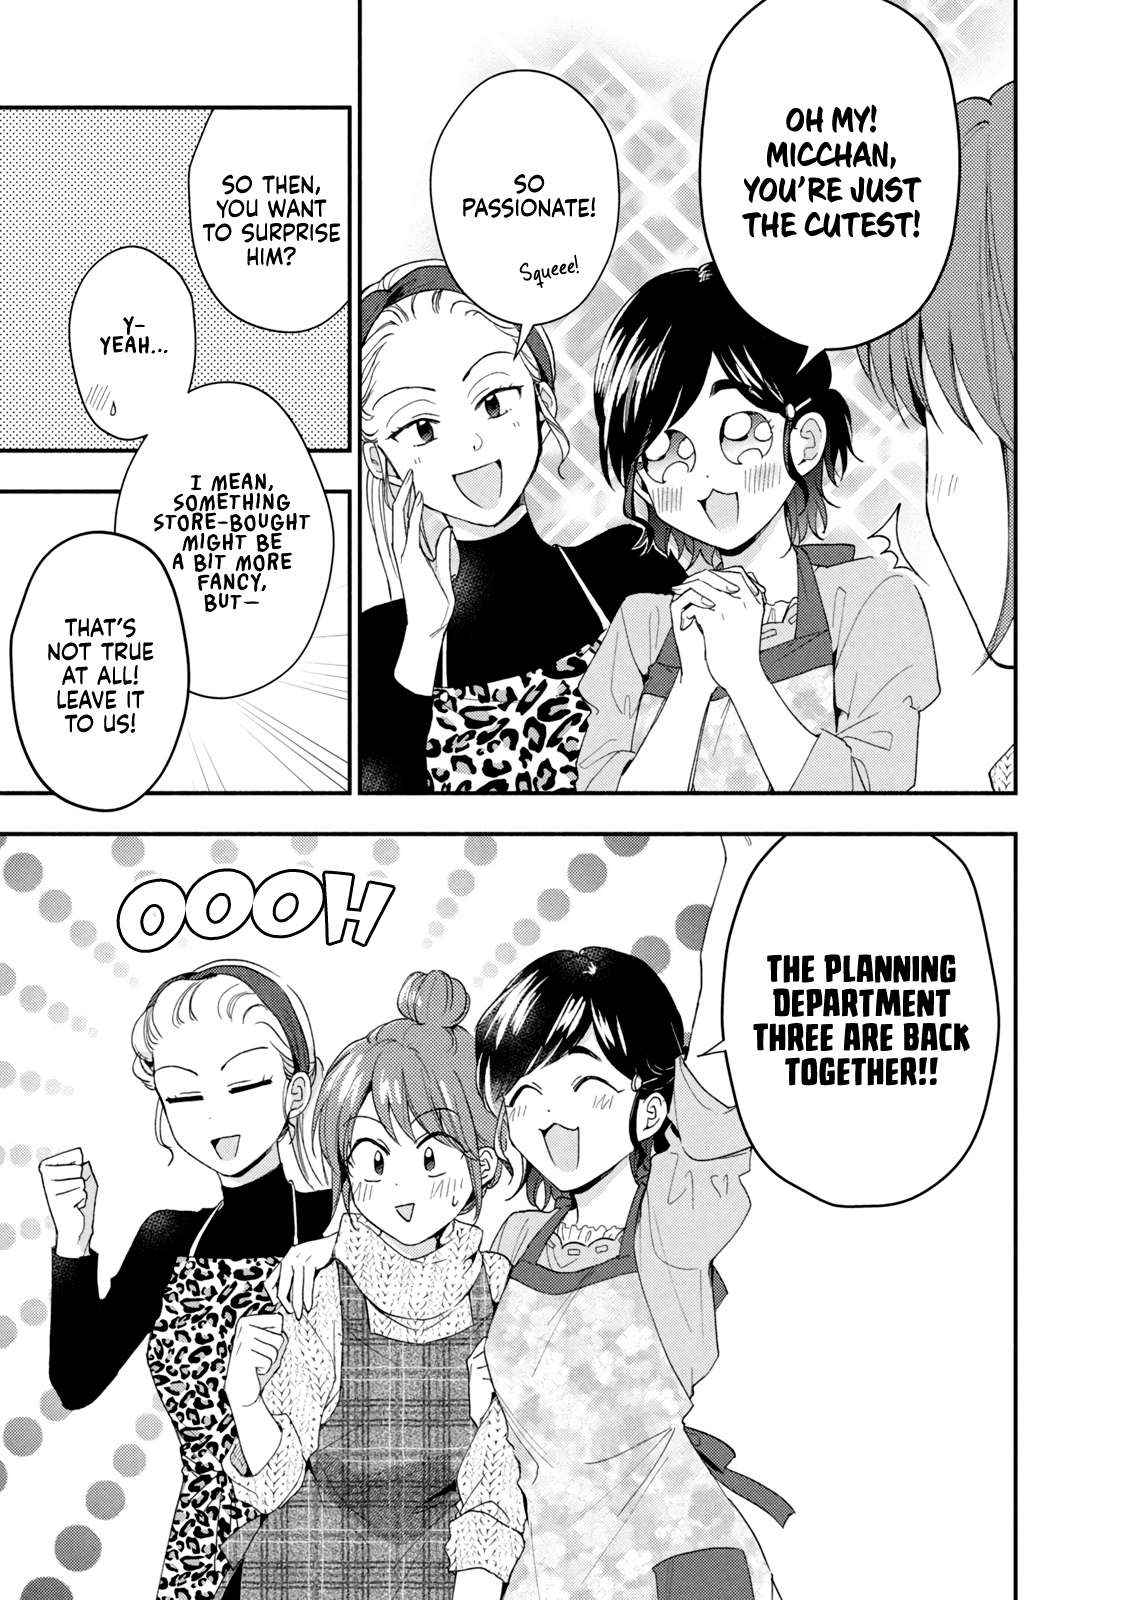 OH MY!
MICCHAN,
YOU'RE JUST
THE CUTEST!
SO
PASSIONATE!
Squeee!
SO THEN,
YOU WANT
TO SURPRISE
HIM?
Y-
YEAH...
I MEAN,
SOMETHING
STORE-BOUGHT
MIGHT BE
A BIT MORE
FANCY,
BUT—
THAT'S
NOT TRUE
AT ALL!
LEAVE IT
TO US!
THE PLANNING
DEPARTMENT
THREE ARE BACK
TOGETHER!!
OOOH